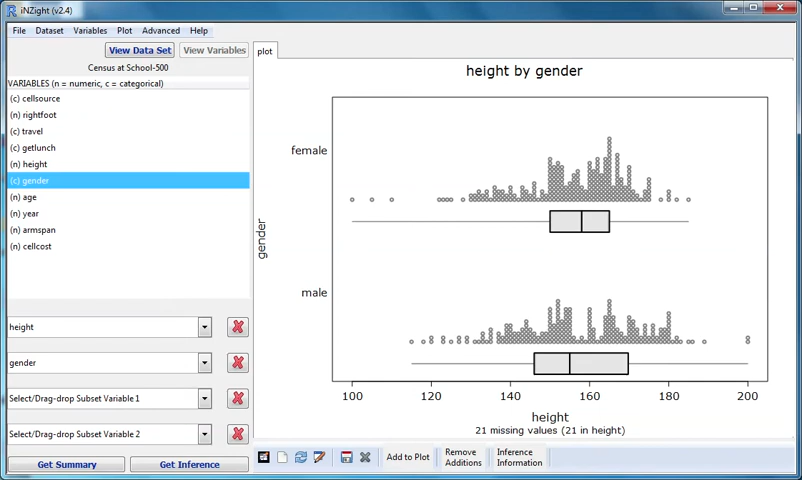 iNZight (v2.4)
File Dataset Variables Plot Advanced Help
View Data Set View Variables
Census at School-500
VARIABLES (n = numeric, c = categorical)
(c) cellsource
(n) rightfoot
(c) travel
(c) getlunch
(n) height
(c) gender
(n) age
(n) year
(n) armspan
(n) cellcost
height
gender
Select/Drag-drop Subset Variable 1
Select/Drag-drop Subset Variable 2
Get Summary Get Inference
plot
height by gender
female
gender
male
100 120 140 160 180 200
height
21 missing values (21 in height)
Add to Plot
Remove
Additions
Inference
Information